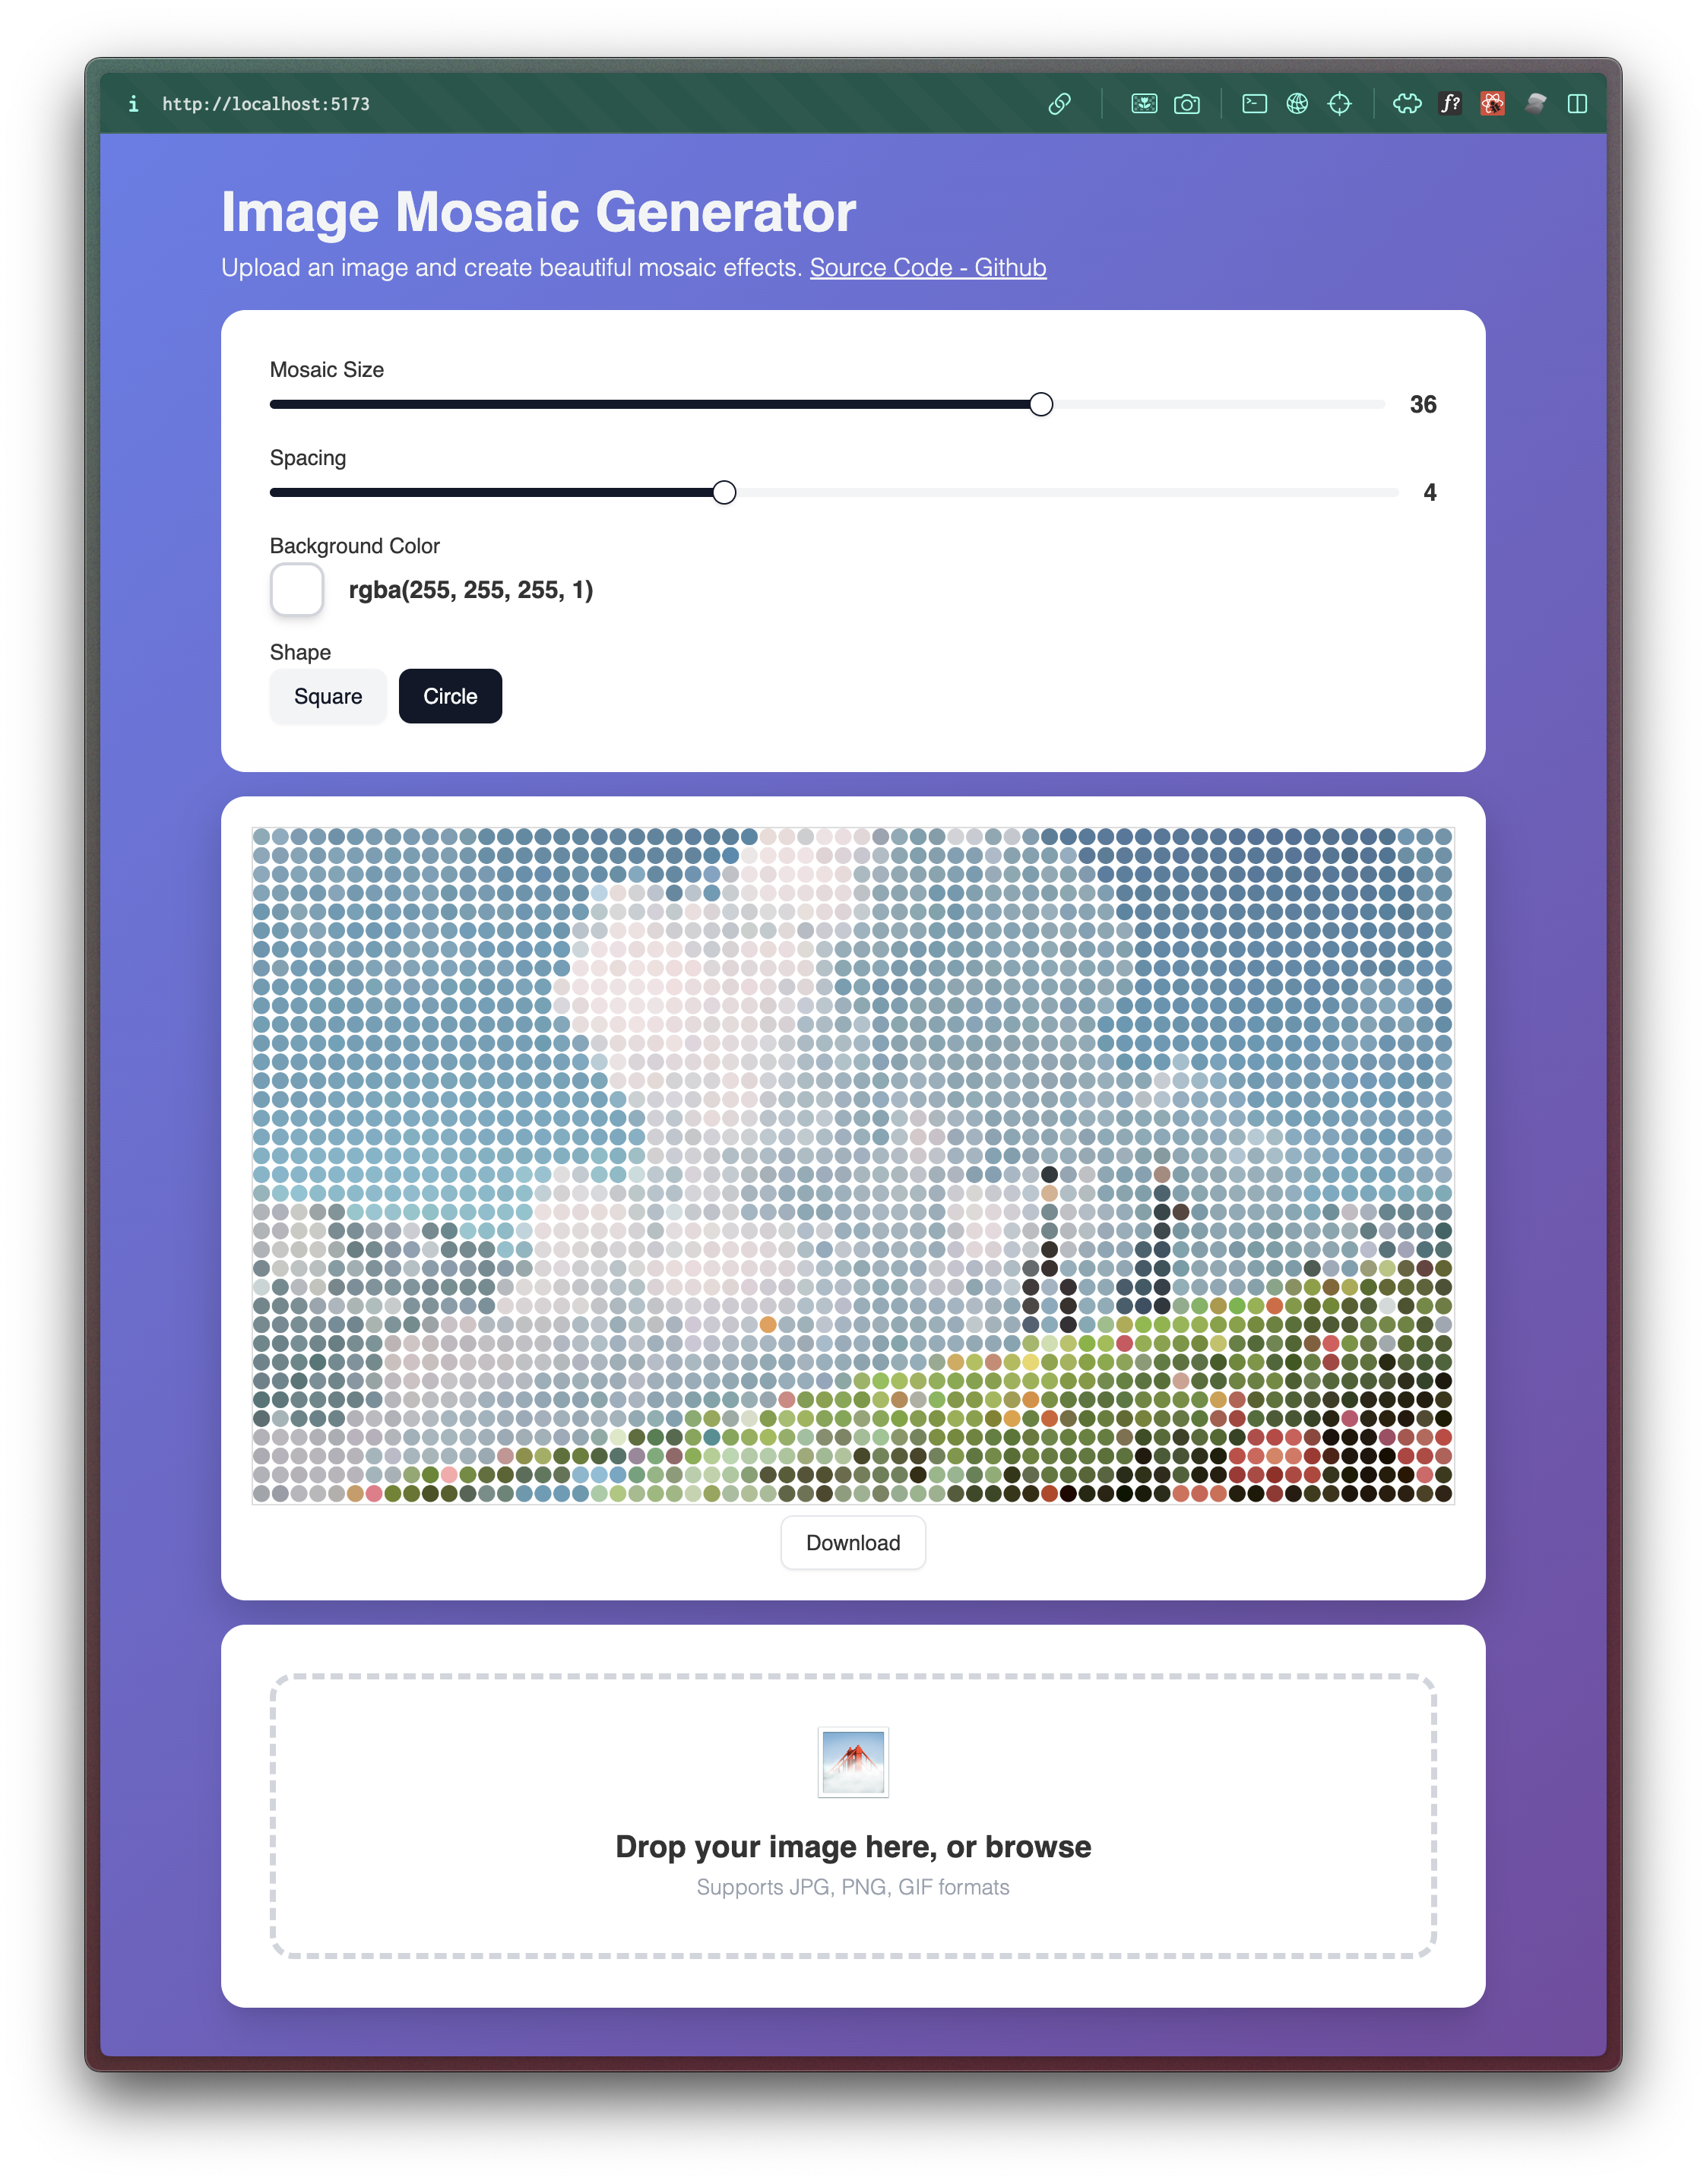 http://localhost:5173
f?
Image Mosaic Generator
Upload an image and create beautiful mosaic effects. Source Code - Github
Mosaic Size
36
Spacing
4
Background Color
rgba(255, 255, 255, 1)
Shape
Square Circle
Download
Drop your image here, or browse
Supports JPG, PNG, GIF formats